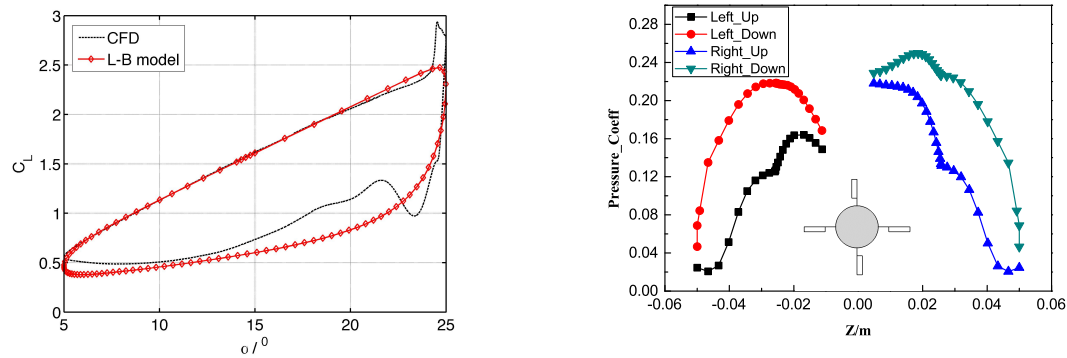 3
2.5
2
1.5
1
0.5
0
C_L
5
10
15
20
25
α / 0
CFD
L-B model
0.28
0.24
0.20
0.16
0.12
0.08
0.04
0.00
Pressure_Coeff
-0.06
-0.04
-0.02
0.00
0.02
0.04
0.06
Z/m
Left_Up
Left_Down
Right_Up
Right_Down